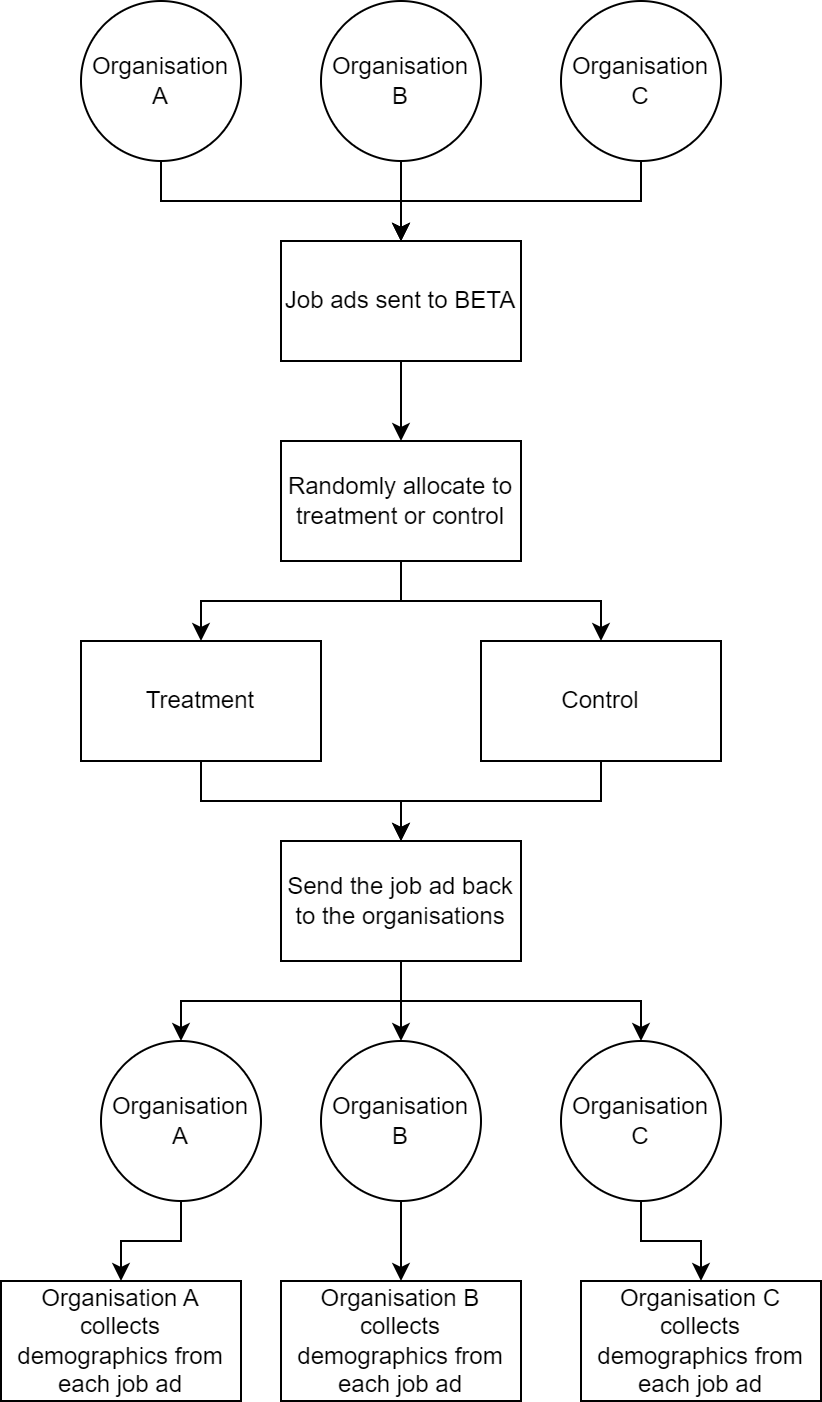 Organisation
A
Organisation
B
Organisation
C
Job ads sent to BETA
Randomly allocate to
treatment or control
Treatment
Control
Send the job ad back
to the organisations
Organisation
A
Organisation
B
Organisation
C
Organisation A
collects
demographics from
each job ad
Organisation B
collects
demographics from
each job ad
Organisation C
collects
demographics from
each job ad